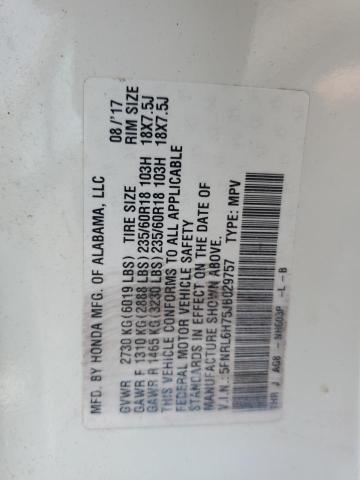 MFD. BY HONDA MFG. OF ALABAMA, LLC 08/'17
GVWR 2730 KG(6019 LBS) TIRE SIZE RIM SIZE
GAWR F 1310 KG(2888 LBS) 235/60R18 103H 18X7.5J
GAWR R 1465 KG(3230 LBS) 235/60R18 103H 18X7.5J
THIS VEHICLE CONFORMS TO ALL APPLICABLE
FEDERAL MOTOR VEHICLE SAFETY
STANDARDS IN EFFECT ON THE DATE OF
MANUFACTURE SHOWN ABOVE.
V.I.N.:5FNRL6H75JB029757 TYPE: MPV
THR J AG8- NH603P -L -B